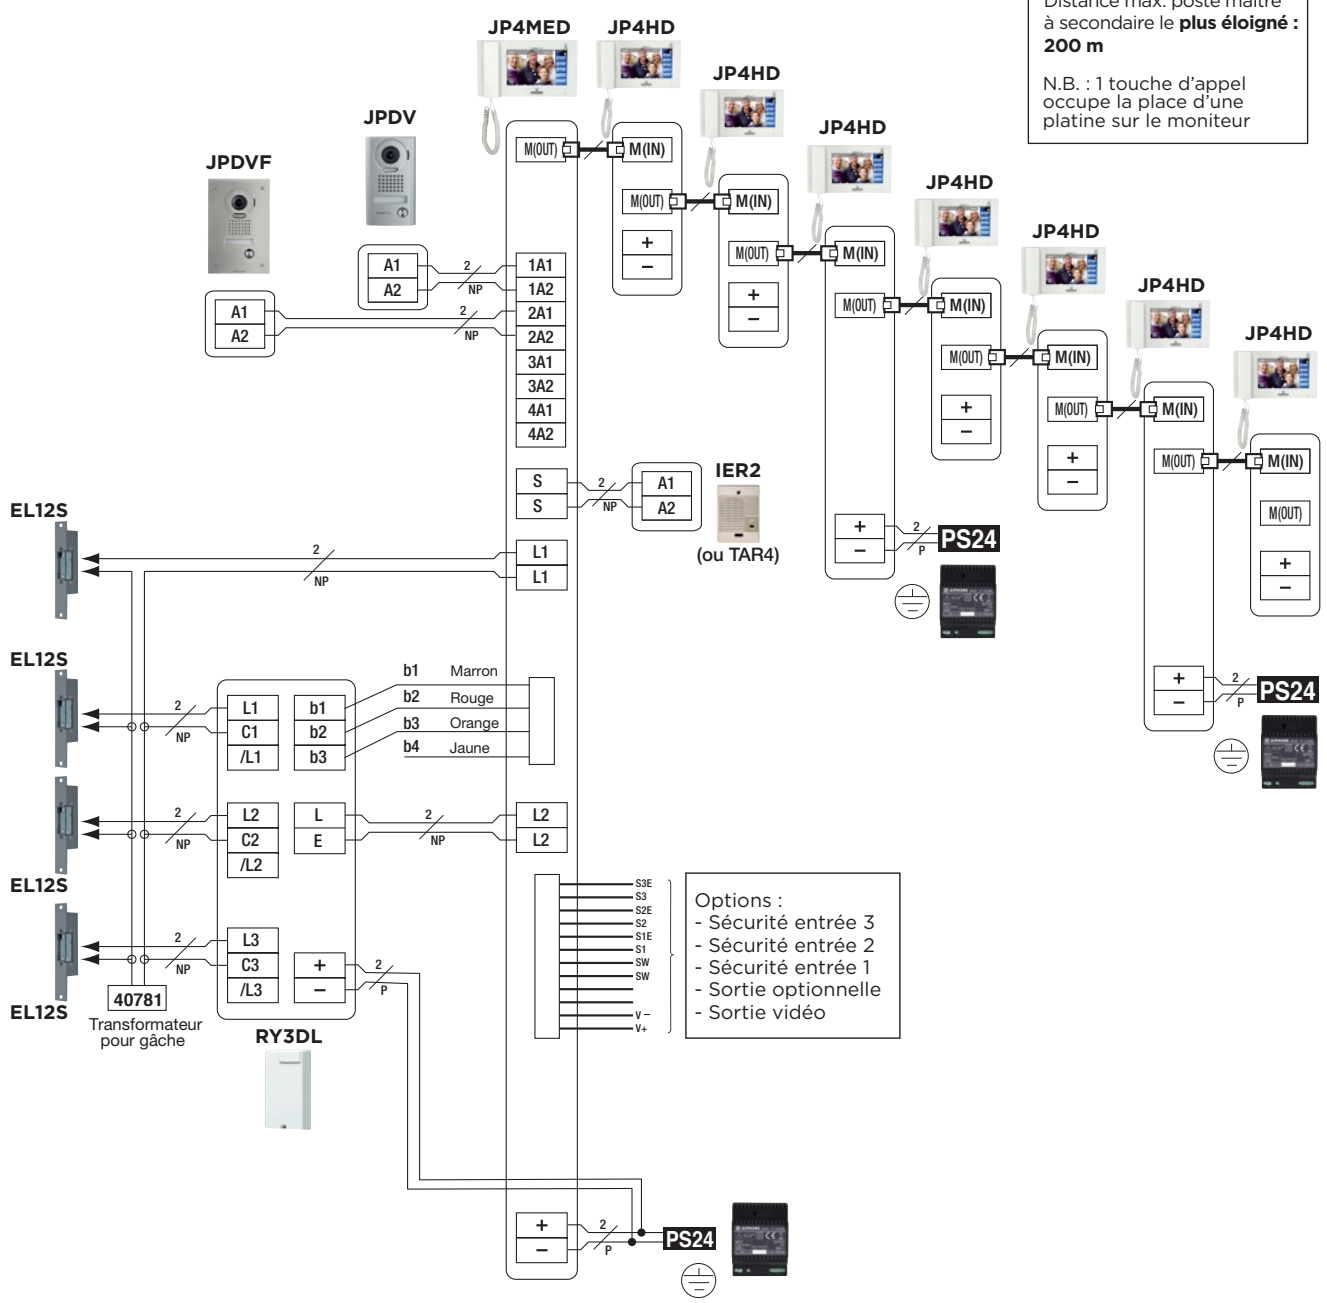 Distance max. poste maître
à secondaire le plus éloigné :
200 m
N.B. : 1 touche d'appel
occupe la place d'une
platine sur le moniteur
JP4MED
JP4HD
JP4HD
JP4HD
JP4HD
JP4HD
JP4HD
JP4HD
JPDV
JPDVF
M(OUT)
M(IN)
M(OUT)
+
−
M(IN)
M(OUT)
+
−
M(IN)
M(OUT)
+
−
2
P
PS24
M(IN)
M(OUT)
+
−
M(IN)
M(OUT)
+
−
M(IN)
M(OUT)
+
−
2
P
PS24
M(IN)
M(OUT)
+
−
A1
A2
2
NP
A1
A2
2
NP
1A1
1A2
2A1
2A2
3A1
3A2
4A1
4A2
S
S
2
NP
A1
A2
IER2
(ou TAR4)
EL12S
2
NP
L1
L1
EL12S
2
NP
L1
C1
/L1
b1
b2
b3
b1 Marron
b2 Rouge
b3 Orange
b4 Jaune
2
NP
L2
C2
/L2
L
E
2
NP
L2
L2
EL12S
2
NP
L3
C3
/L3
+
−
2
P
EL12S
40781
Transformateur
pour gâche
RY3DL
S3E
S3
S2E
S2
S1E
S1
SW
SW
V −
V+
Options :
- Sécurité entrée 3
- Sécurité entrée 2
- Sécurité entrée 1
- Sortie optionnelle
- Sortie vidéo
+
−
2
P
PS24